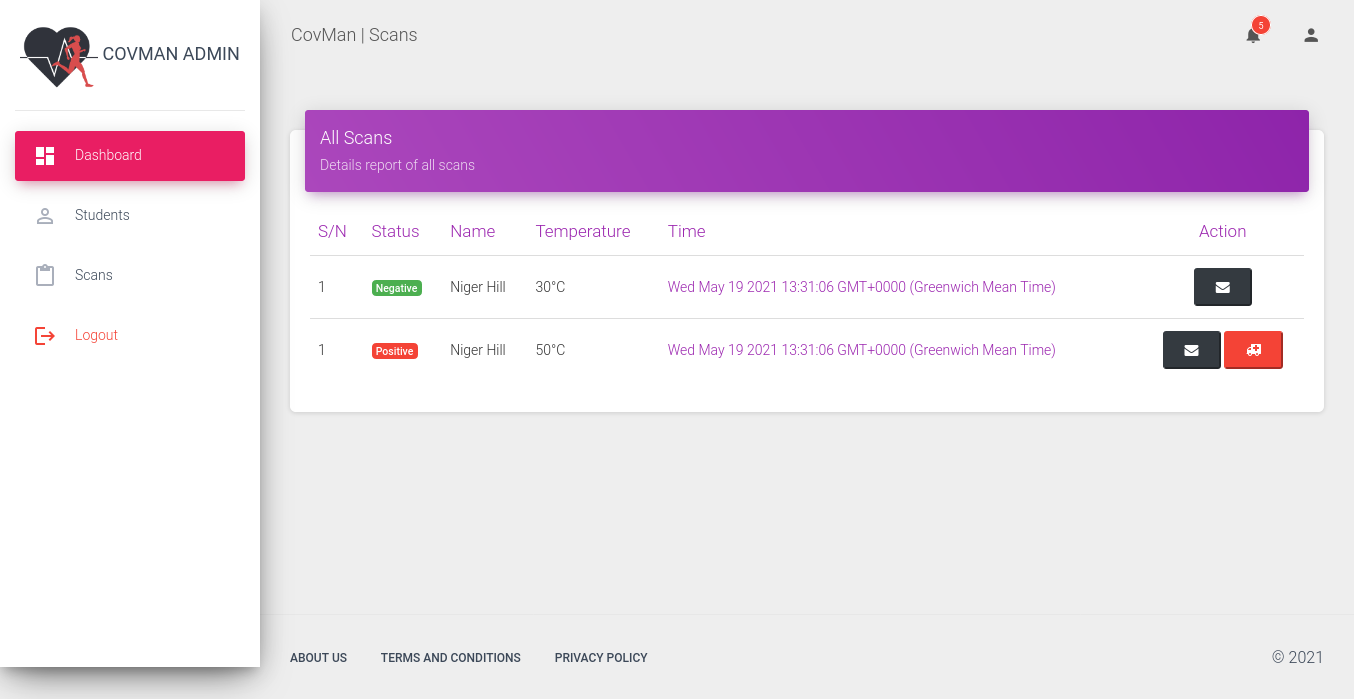 COVMAN ADMIN
Dashboard
Students
Scans
Logout
CovMan | Scans
5
All Scans
Details report of all scans
S/N Status Name Temperature Time Action
1 Negative Niger Hill 30°C Wed May 19 2021 13:31:06 GMT+0000 (Greenwich Mean Time)
1 Positive Niger Hill 50°C Wed May 19 2021 13:31:06 GMT+0000 (Greenwich Mean Time)
ABOUT US TERMS AND CONDITIONS PRIVACY POLICY © 2021